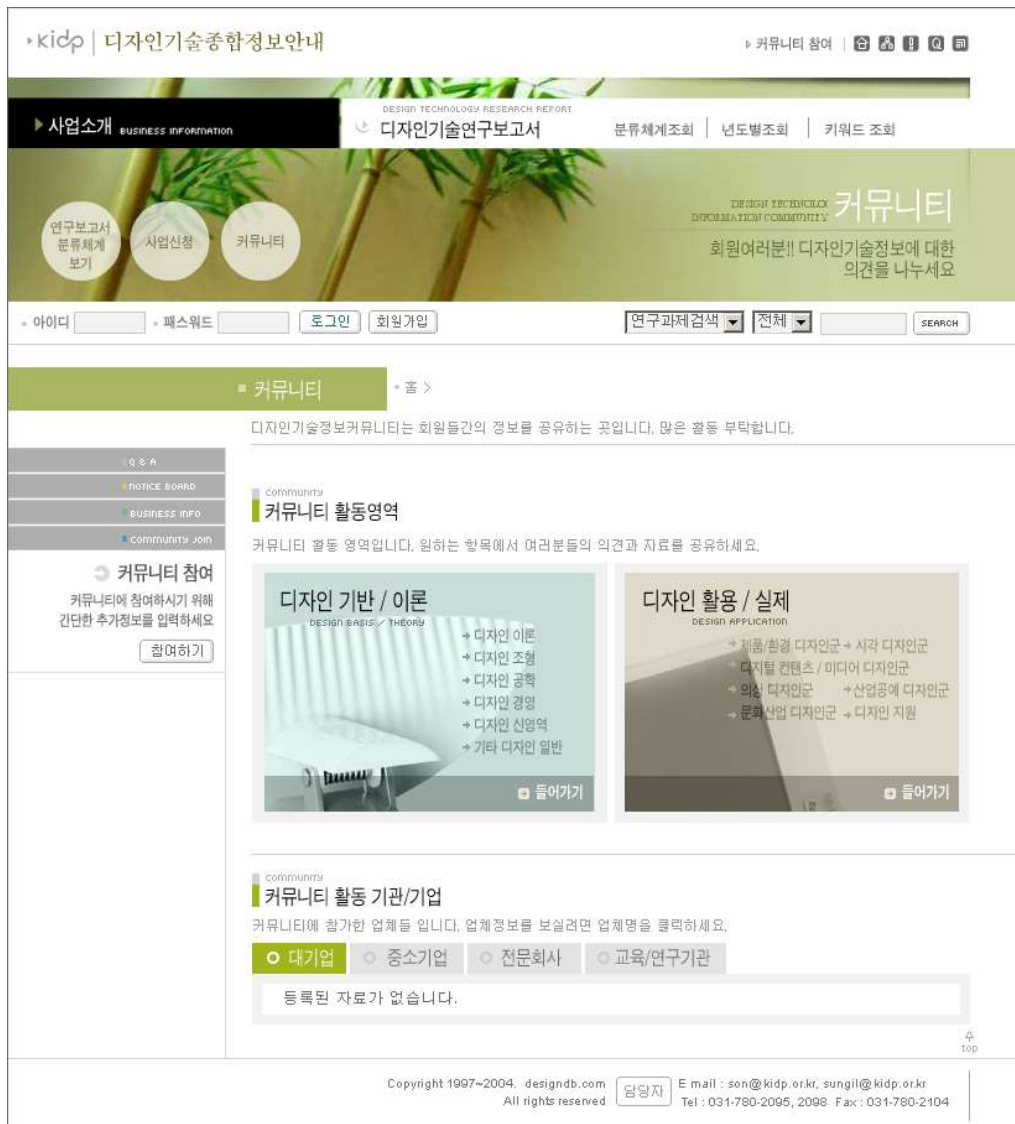 kidp | 디자인기술종합정보안내
커뮤니티 참여
사업소개 BUSINESS INFORMATION
DESIGN TECHNOLOGY RESEARCH REPORT
디자인기술연구보고서
분류체계조회 | 년도별조회 | 키워드 조회
연구보고서
분류체계
보기
사업신청
커뮤니티
INFORMATION COMMUNITY
커뮤니티
회원여러분!! 디자인기술정보에 대한
의견을 나누세요
아이디
패스워드
로그인
회원가입
연구과제검색
전체
SEARCH
커뮤니티
홈 >
디자인기술정보커뮤니티는 회원들간의 정보를 공유하는 곳입니다. 많은 활동 부탁합니다.
Q & A
NOTICE BOARD
BUSINESS INFO
COMMUNITY JOIN
커뮤니티 참여
커뮤니티에 참여하시기 위해
간단한 추가정보를 입력하세요
참여하기
community
커뮤니티 활동영역
커뮤니티 활동 영역입니다. 원하는 항목에서 여러분들의 의견과 자료를 공유하세요.
디자인 기반 / 이론
DESIGN BASIS / THEORY
디자인 이론
디자인 조형
디자인 공학
디자인 경영
디자인 신영역
기타 디자인 일반
들어가기
디자인 활용 / 실제
DESIGN APPLICATION
제품/환경 디자인군 시각 디자인군
디지털 컨텐츠 / 미디어 디자인군
의상 디자인군 산업공예 디자인군
문화산업 디자인군 디자인 지원
들어가기
community
커뮤니티 활동 기관/기업
커뮤니티에 참가한 업체들 입니다. 업체정보를 보실려면 업체명을 클릭하세요.
대기업
중소기업
전문회사
교육/연구기관
등록된 자료가 없습니다.
top
Copyright 1997~2004. designdb.com
All rights reserved
담당자
E mail : son@kidp.or.kr, sungil@kidp.or.kr
Tel : 031-780-2095, 2098 Fax : 031-780-2104